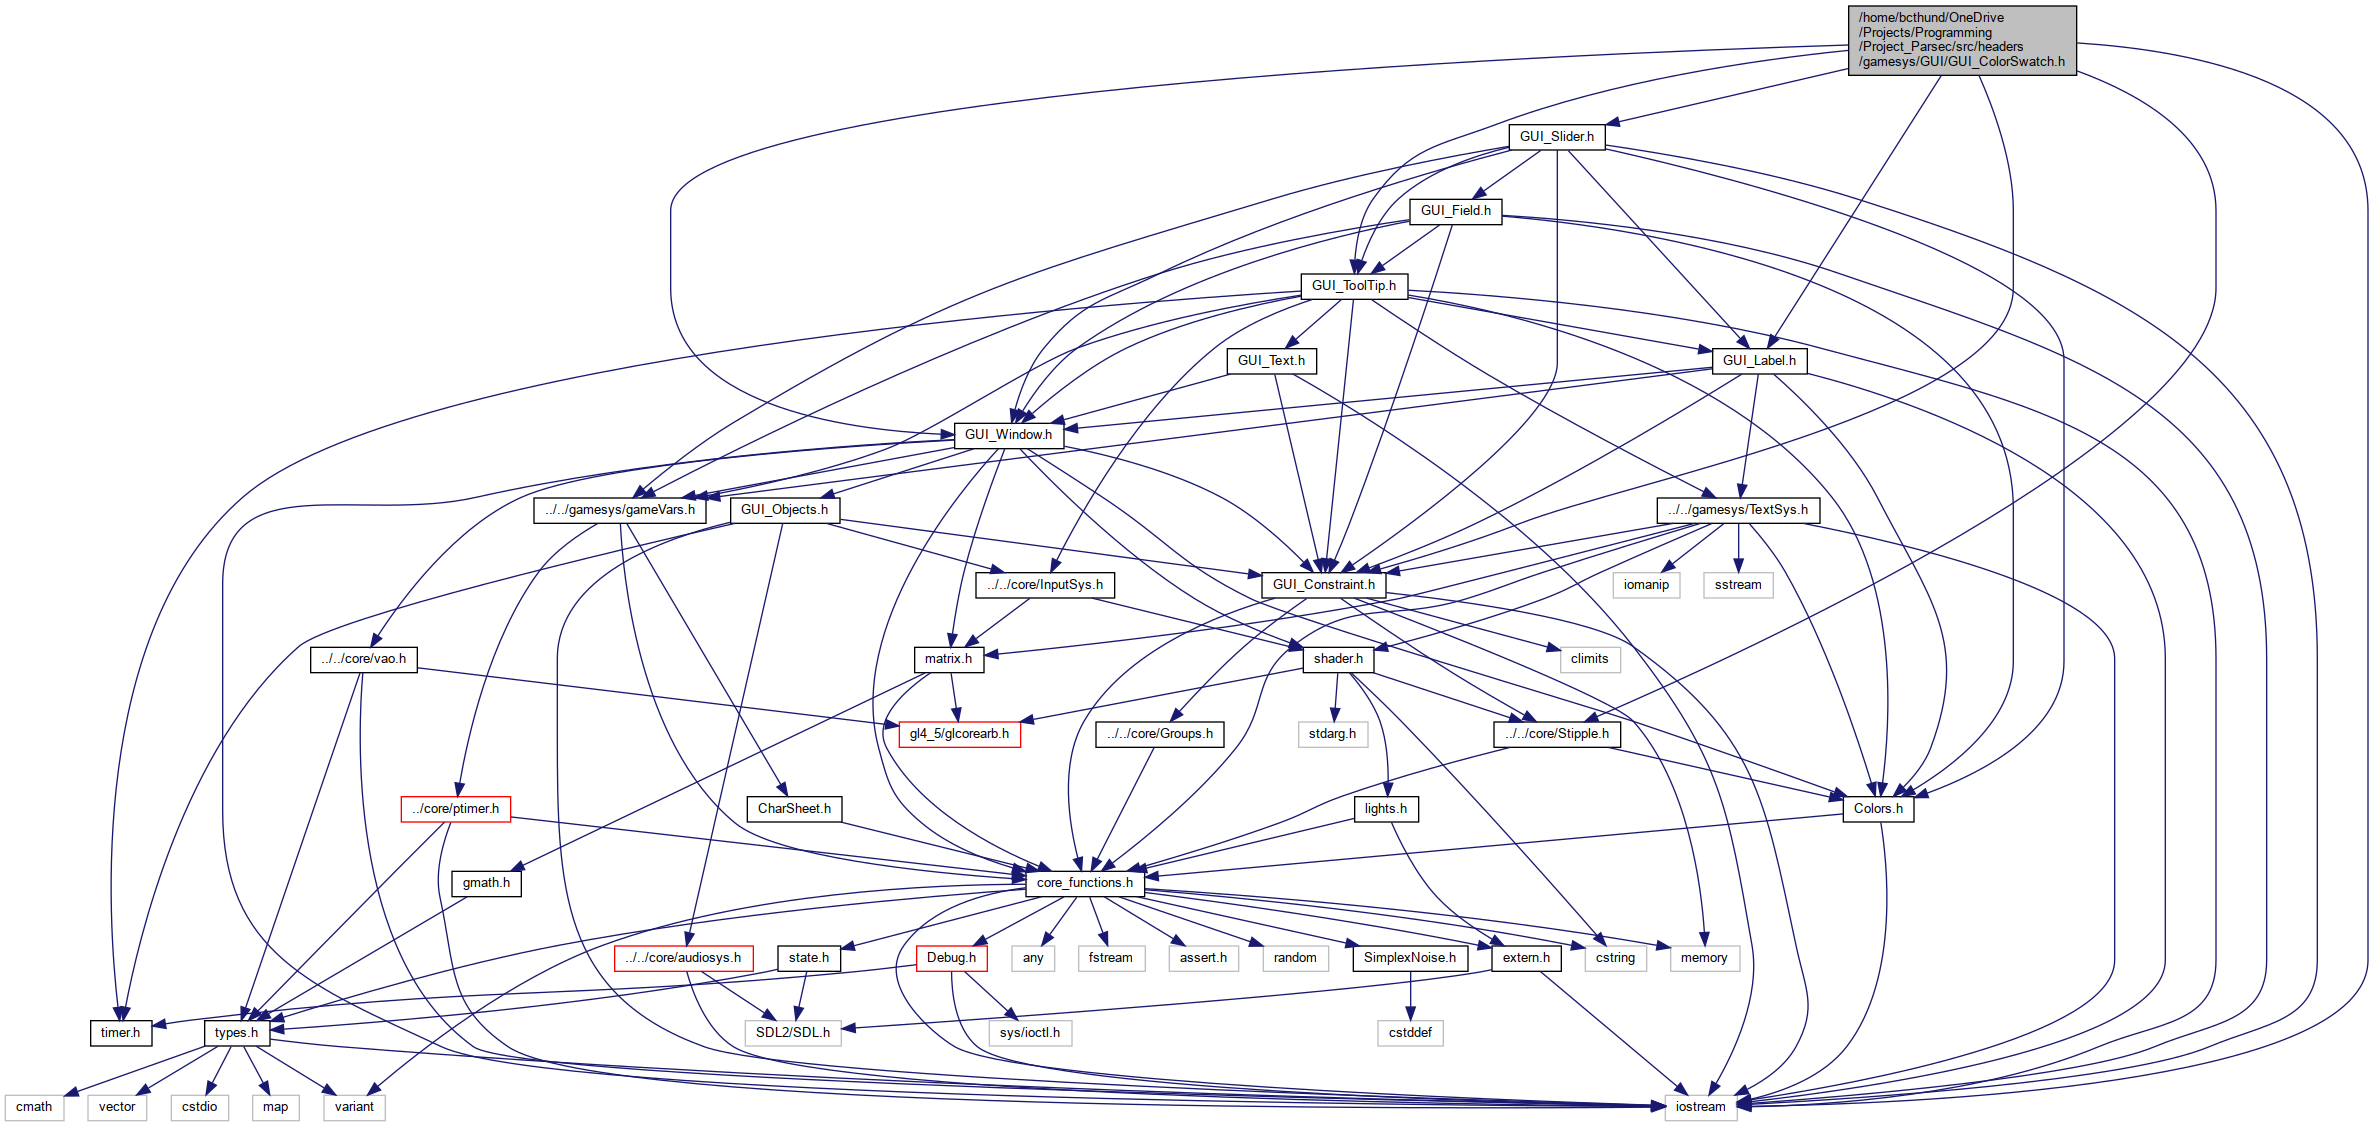 /home/bcthund/OneDrive
/Projects/Programming
/Project_Parsec/src/headers
/gamesys/GUI/GUI_ColorSwatch.h
GUI_Slider.h
GUI_Field.h
GUI_ToolTip.h
GUI_Text.h
GUI_Label.h
GUI_Window.h
../../gamesys/gameVars.h
GUI_Objects.h
../../gamesys/TextSys.h
../../core/InputSys.h
GUI_Constraint.h
iomanip
sstream
../../core/vao.h
matrix.h
shader.h
climits
gl4_5/glcorearb.h
../../core/Groups.h
stdarg.h
../../core/Stipple.h
../core/ptimer.h
CharSheet.h
lights.h
Colors.h
gmath.h
core_functions.h
../../core/audiosys.h
state.h
Debug.h
any
fstream
assert.h
random
SimplexNoise.h
extern.h
cstring
memory
timer.h
types.h
SDL2/SDL.h
sys/ioctl.h
cstddef
cmath
vector
cstdio
map
variant
iostream